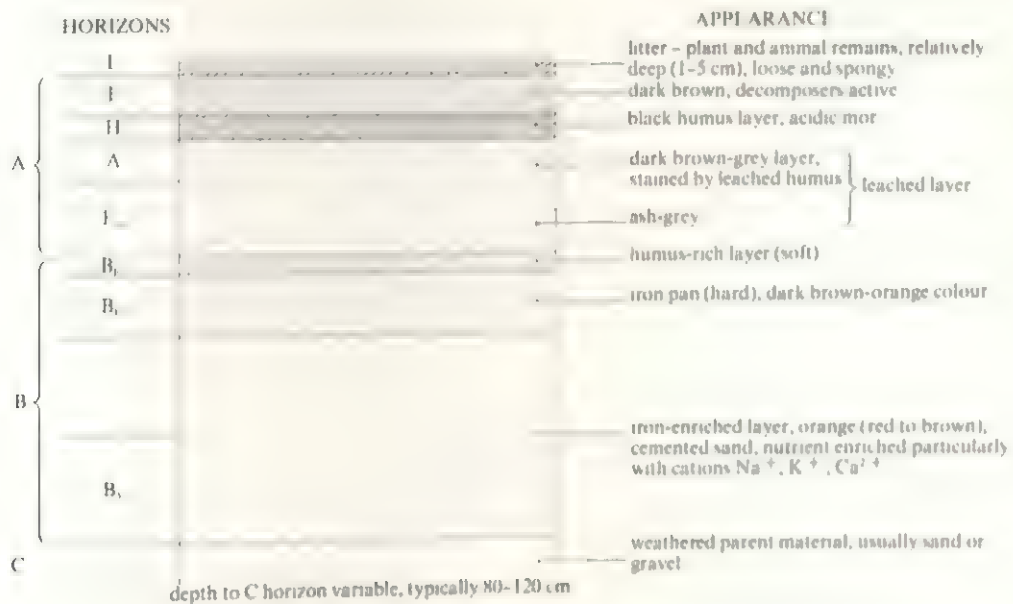 HORIZONS
APPEARANCE
litter – plant and animal remains, relatively
deep (1–5 cm), loose and spongy
dark brown, decomposers active
H
black humus layer, acidic mor
A
A
dark brown-grey layer,
stained by leached humus
leached layer
ash-grey
B
humus-rich layer (soft)
B
iron pan (hard), dark brown-orange colour
B
iron-enriched layer, orange (red to brown),
cemented sand, nutrient enriched particularly
with cations Na⁺, K⁺, Ca²⁺
B
C
weathered parent material, usually sand or
gravel
depth to C horizon variable, typically 80–120 cm